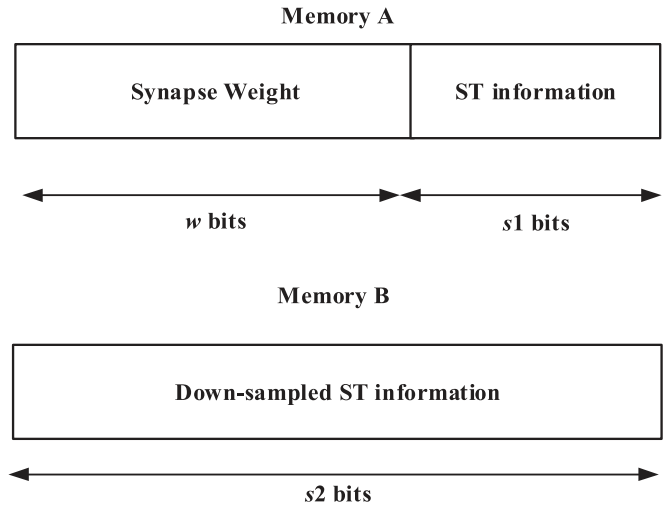 Memory A
Synapse Weight
ST information
w bits
s1 bits
Memory B
Down-sampled ST information
s2 bits